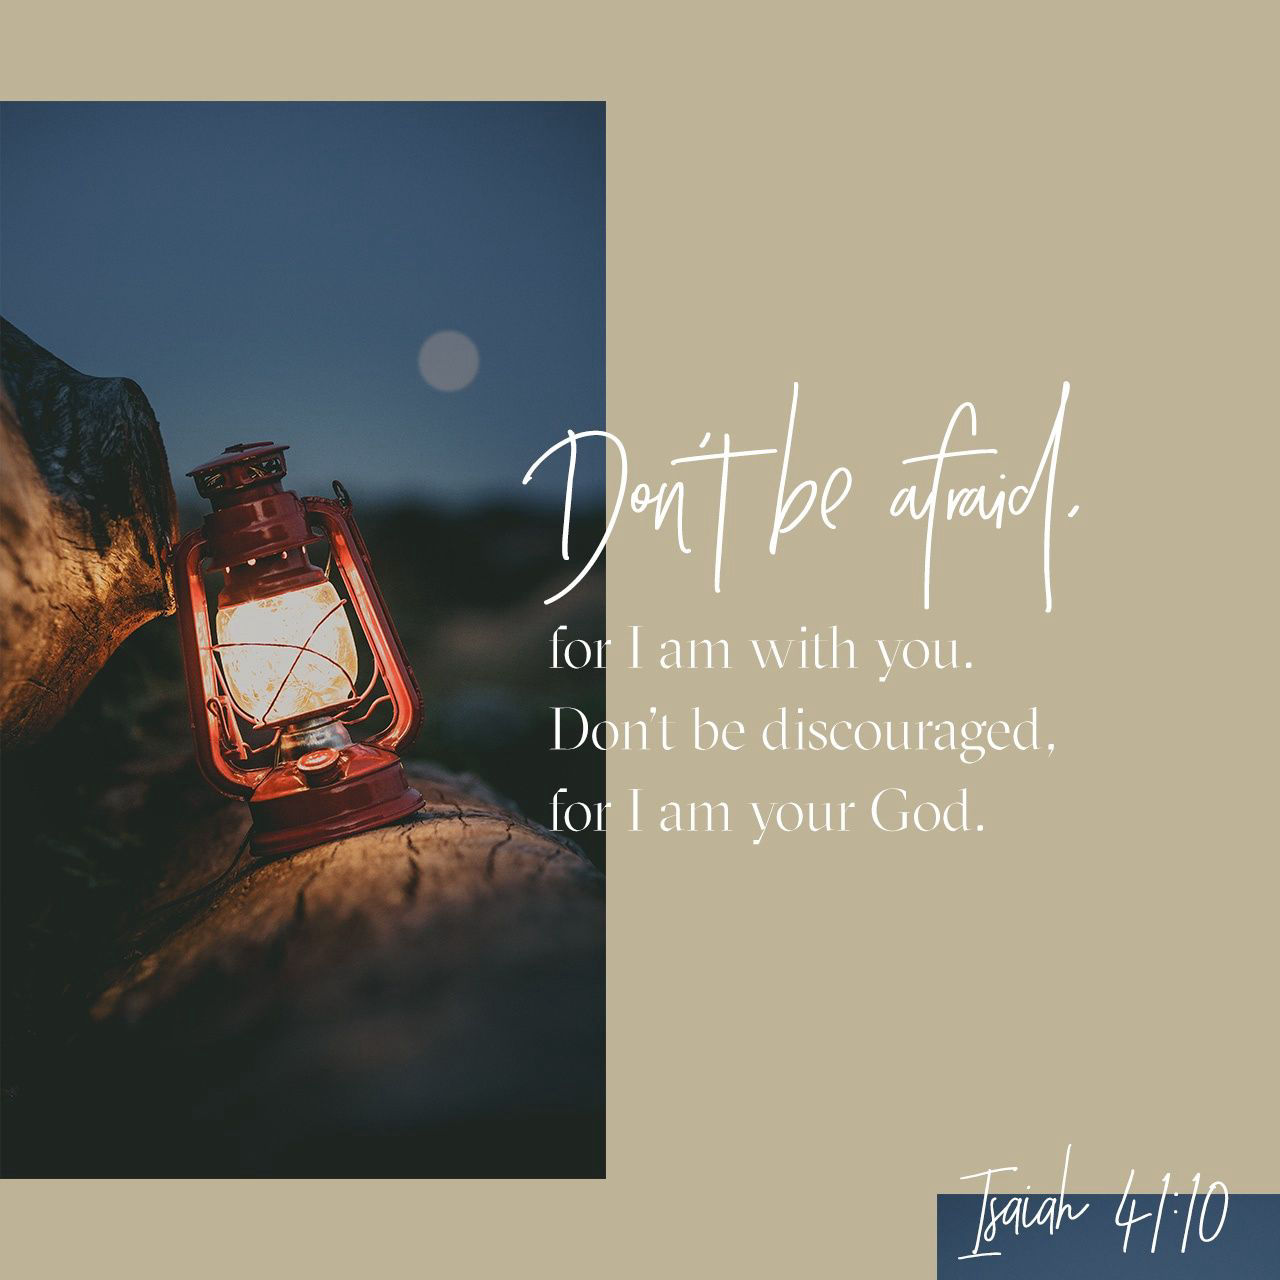 Don't be afraid,
for I am with you.
Don't be discouraged,
for I am your God.
Isaiah 41:10